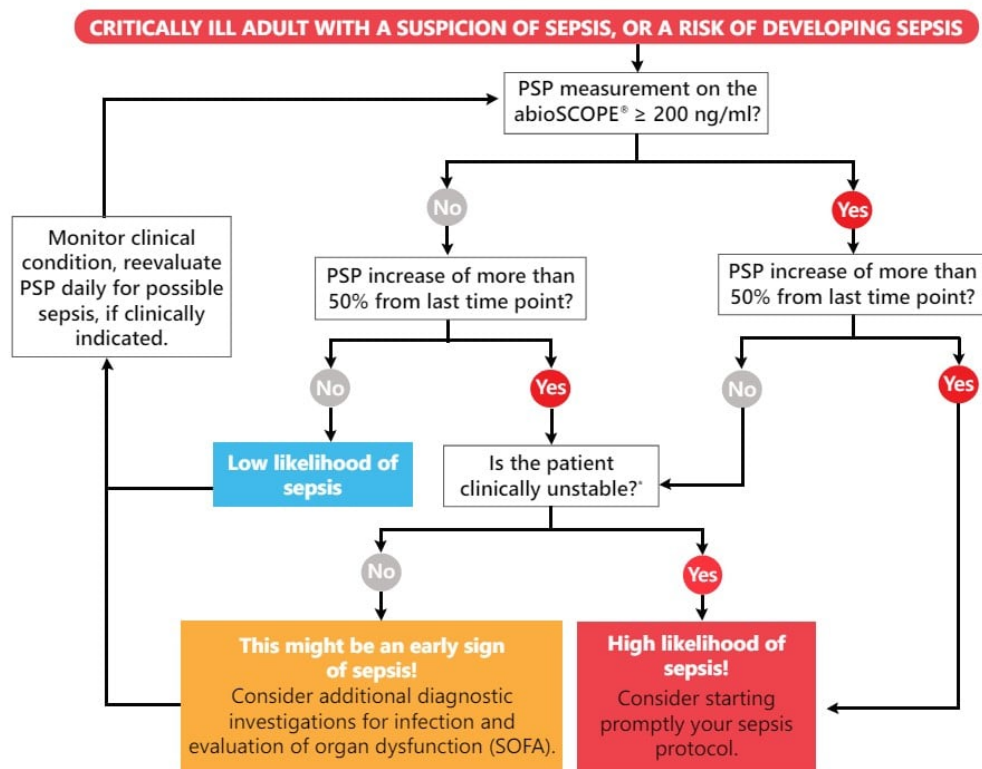 CRITICALLY ILL ADULT WITH A SUSPICION OF SEPSIS, OR A RISK OF DEVELOPING SEPSIS
PSP measurement on the
abioSCOPE® ≥ 200 ng/ml?
No
Yes
Monitor clinical
condition, reevaluate
PSP daily for possible
sepsis, if clinically
indicated.
PSP increase of more than
50% from last time point?
PSP increase of more than
50% from last time point?
No
Yes
No
Yes
Low likelihood of
sepsis
Is the patient
clinically unstable?*
No
Yes
This might be an early sign
of sepsis!
Consider additional diagnostic
investigations for infection and
evaluation of organ dysfunction (SOFA).
High likelihood of
sepsis!
Consider starting
promptly your sepsis
protocol.